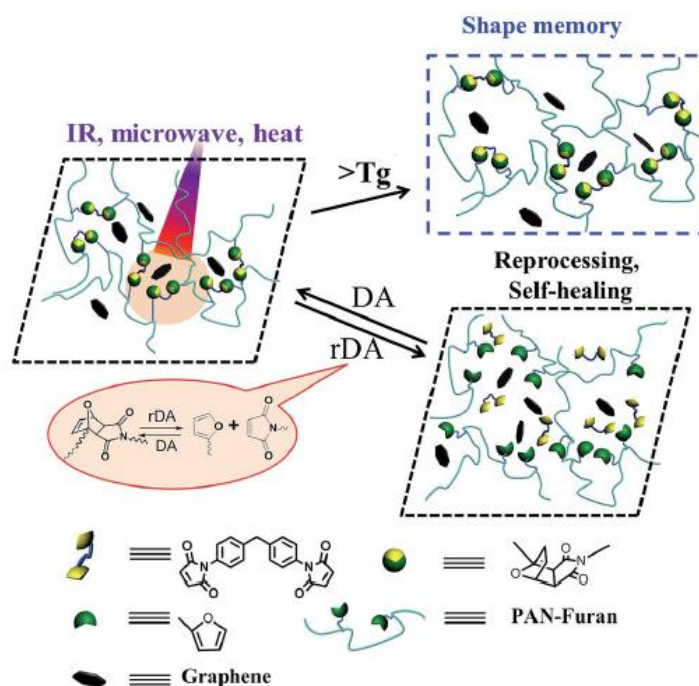 Shape memory
IR, microwave, heat
>Tg
Reprocessing,
Self-healing
DA
rDA
O
O
N
O
rDA
DA
O
+
O
N
O
O
N
O
O
N
O
O
O
N
O
O
PAN-Furan
Graphene